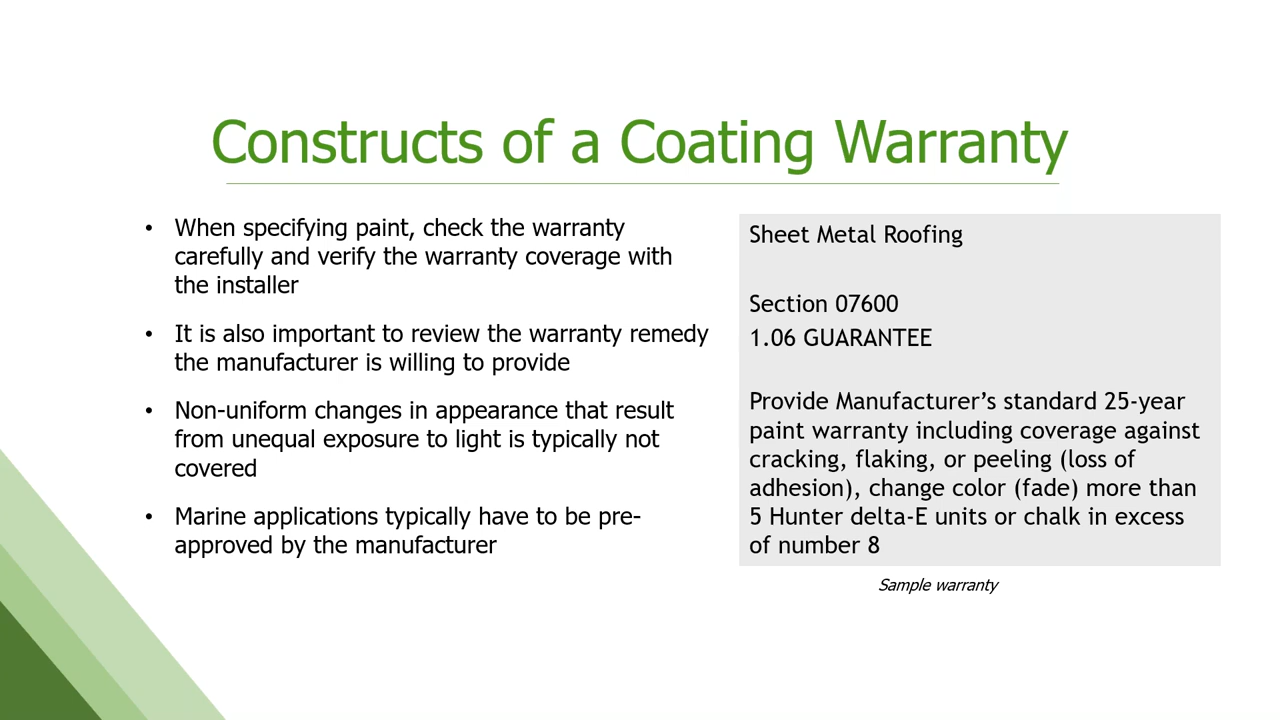 Constructs of a Coating Warranty
• When specifying paint, check the warranty
carefully and verify the warranty coverage with
the installer
• It is also important to review the warranty remedy
the manufacturer is willing to provide
• Non-uniform changes in appearance that result
from unequal exposure to light is typically not
covered
• Marine applications typically have to be pre-
approved by the manufacturer
Sheet Metal Roofing
Section 07600
1.06 GUARANTEE
Provide Manufacturer’s standard 25-year
paint warranty including coverage against
cracking, flaking, or peeling (loss of
adhesion), change color (fade) more than
5 Hunter delta-E units or chalk in excess
of number 8
Sample warranty